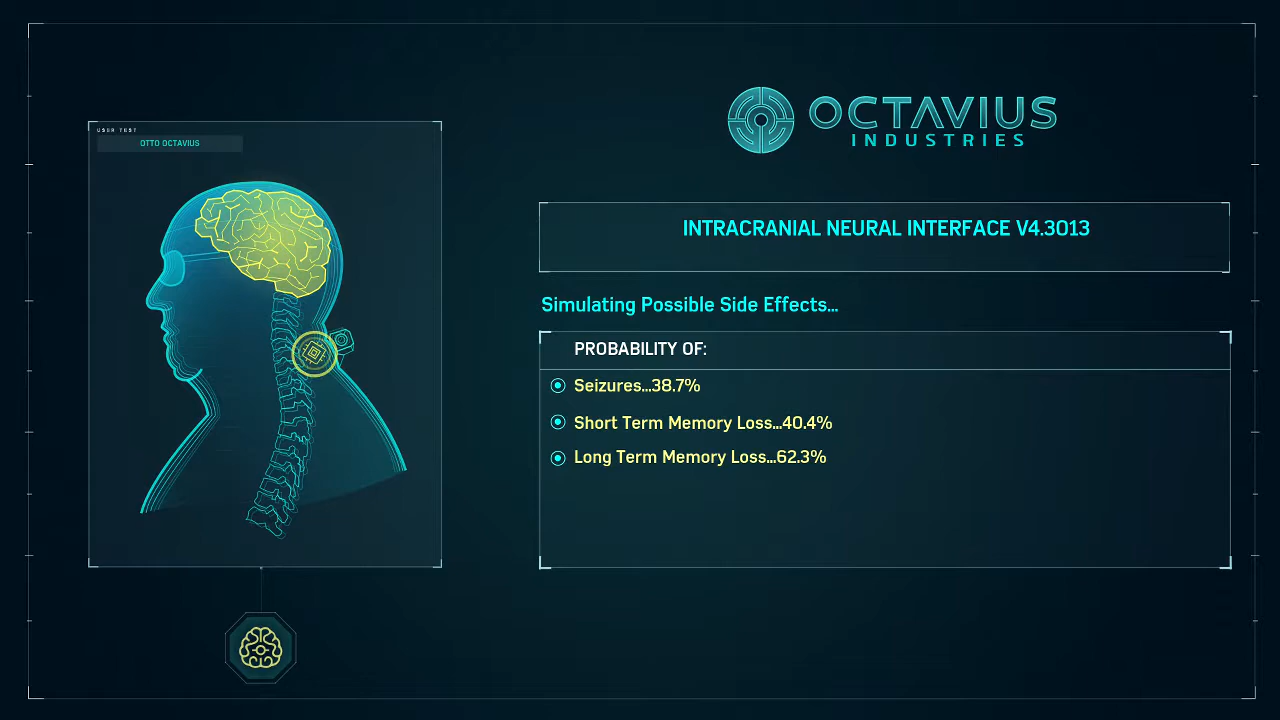 USER TEST
OTTO OCTAVIUS
OCTAVIUS
INDUSTRIES
INTRACRANIAL NEURAL INTERFACE V4.3013
Simulating Possible Side Effects...
PROBABILITY OF:
Seizures...38.7%
Short Term Memory Loss...40.4%
Long Term Memory Loss...62.3%